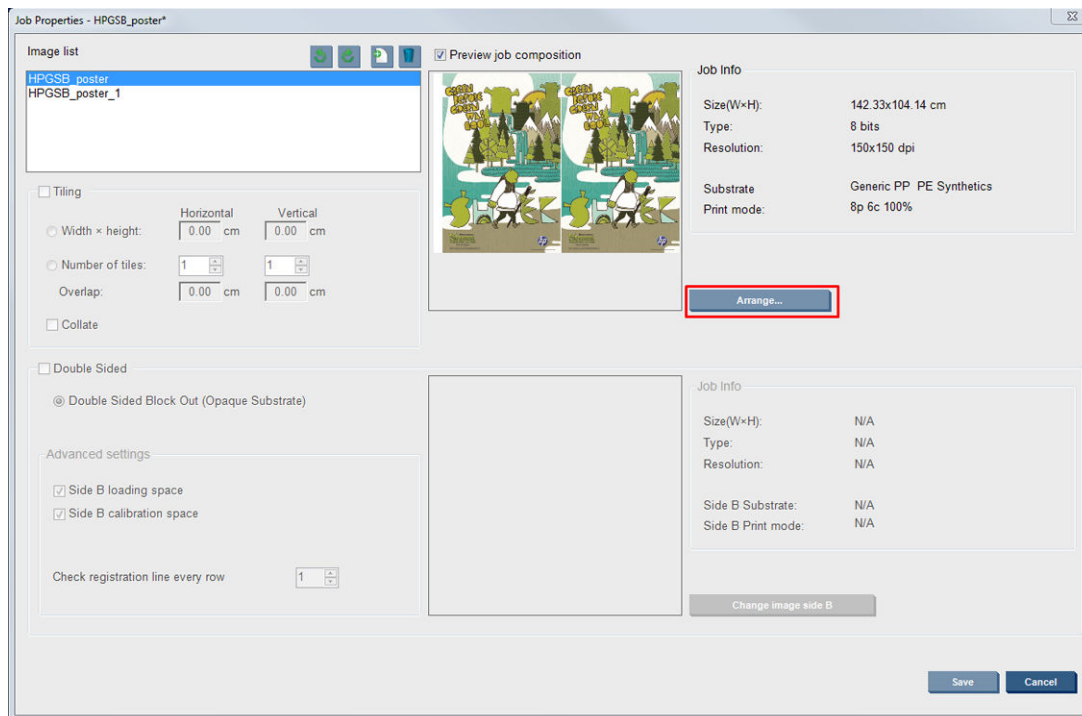 Job Properties - HPGSB_poster*
Image list
HPGSB_poster
HPGSB_poster_1
Preview job composition
Job Info
Size(W×H): 142.33x104.14 cm
Type: 8 bits
Resolution: 150x150 dpi
Substrate Generic PP PE Synthetics
Print mode: 8p 6c 100%
Arrange...
Tiling
Horizontal Vertical
Width × height: 0.00 cm 0.00 cm
Number of tiles: 1 1
Overlap: 0.00 cm 0.00 cm
Collate
Double Sided
Double Sided Block Out (Opaque Substrate)
Advanced settings
Side B loading space
Side B calibration space
Check registration line every row 1
Job Info
Size(W×H): N/A
Type: N/A
Resolution: N/A
Side B Substrate: N/A
Side B Print mode: N/A
Change image side B
Save Cancel